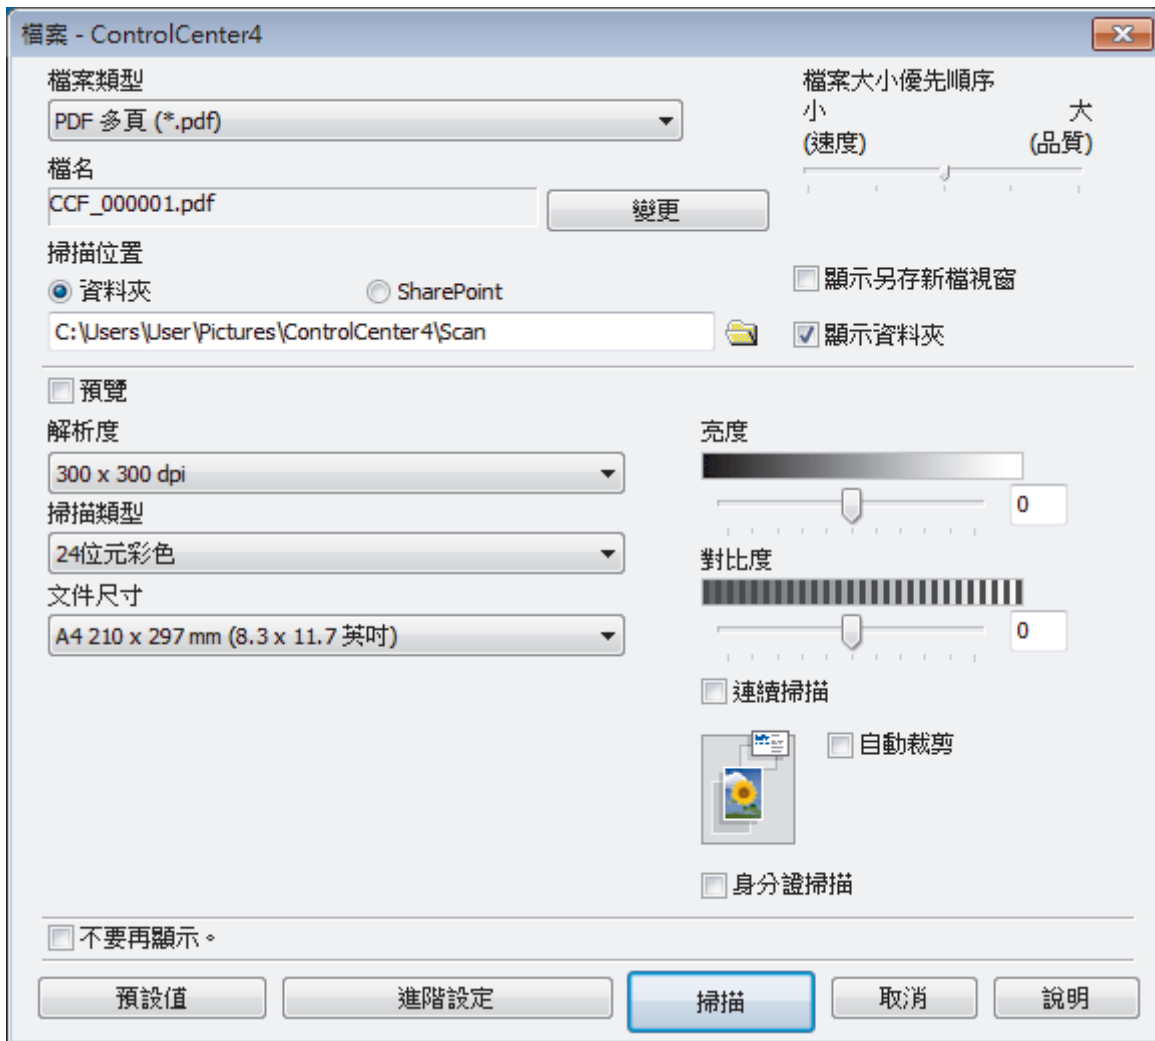 檔案 - ControlCenter4
檔案類型
PDF 多頁 (*.pdf)
檔案大小優先順序
小 大
(速度) (品質)
檔名
CCF_000001.pdf
變更
掃描位置
資料夾
SharePoint
C:\Users\User\Pictures\ControlCenter4\Scan
顯示另存新檔視窗
顯示資料夾
預覽
解析度
300 x 300 dpi
掃描類型
24位元彩色
文件尺寸
A4 210 x 297 mm (8.3 x 11.7 英吋)
亮度
0
對比度
0
連續掃描
自動裁剪
身分證掃描
不要再顯示。
預設值
進階設定
掃描
取消
說明